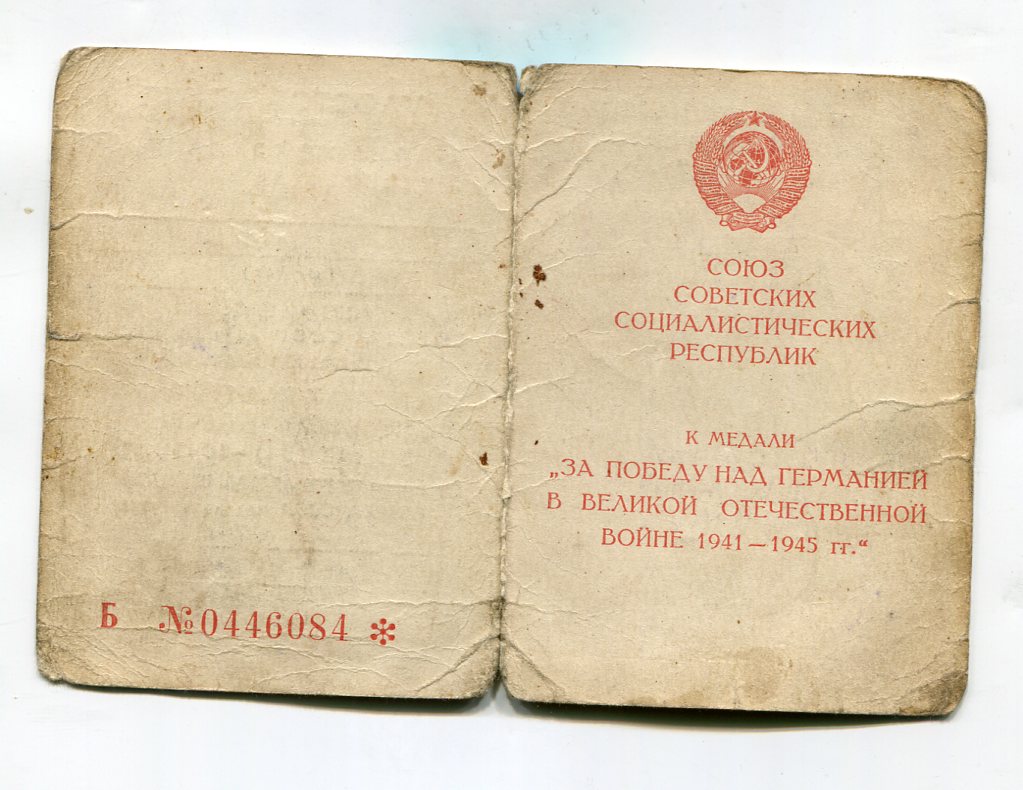 Б №0446084 *
СОЮЗ
СОВЕТСКИХ
СОЦИАЛИСТИЧЕСКИХ
РЕСПУБЛИК
К МЕДАЛИ
„ЗА ПОБЕДУ НАД ГЕРМАНИЕЙ
В ВЕЛИКОЙ ОТЕЧЕСТВЕННОЙ
ВОЙНЕ 1941—1945 гг.“